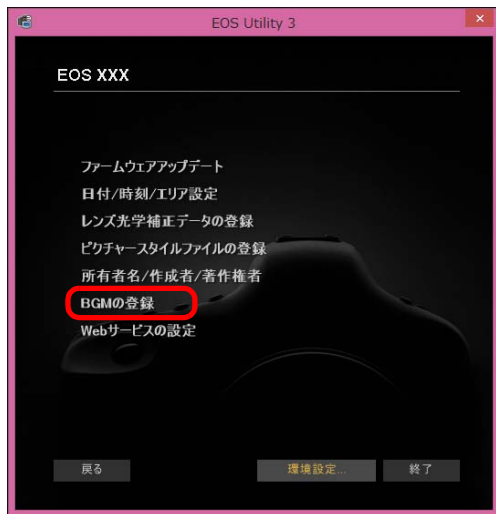 EOS Utility 3
EOS XXX
ファームウェアアップデート
日付/時刻/エリア設定
レンズ光学補正データの登録
ピクチャースタイルファイルの登録
所有者名/作成者/著作権者
BGMの登録
Webサービスの設定
戻る 環境設定... 終了